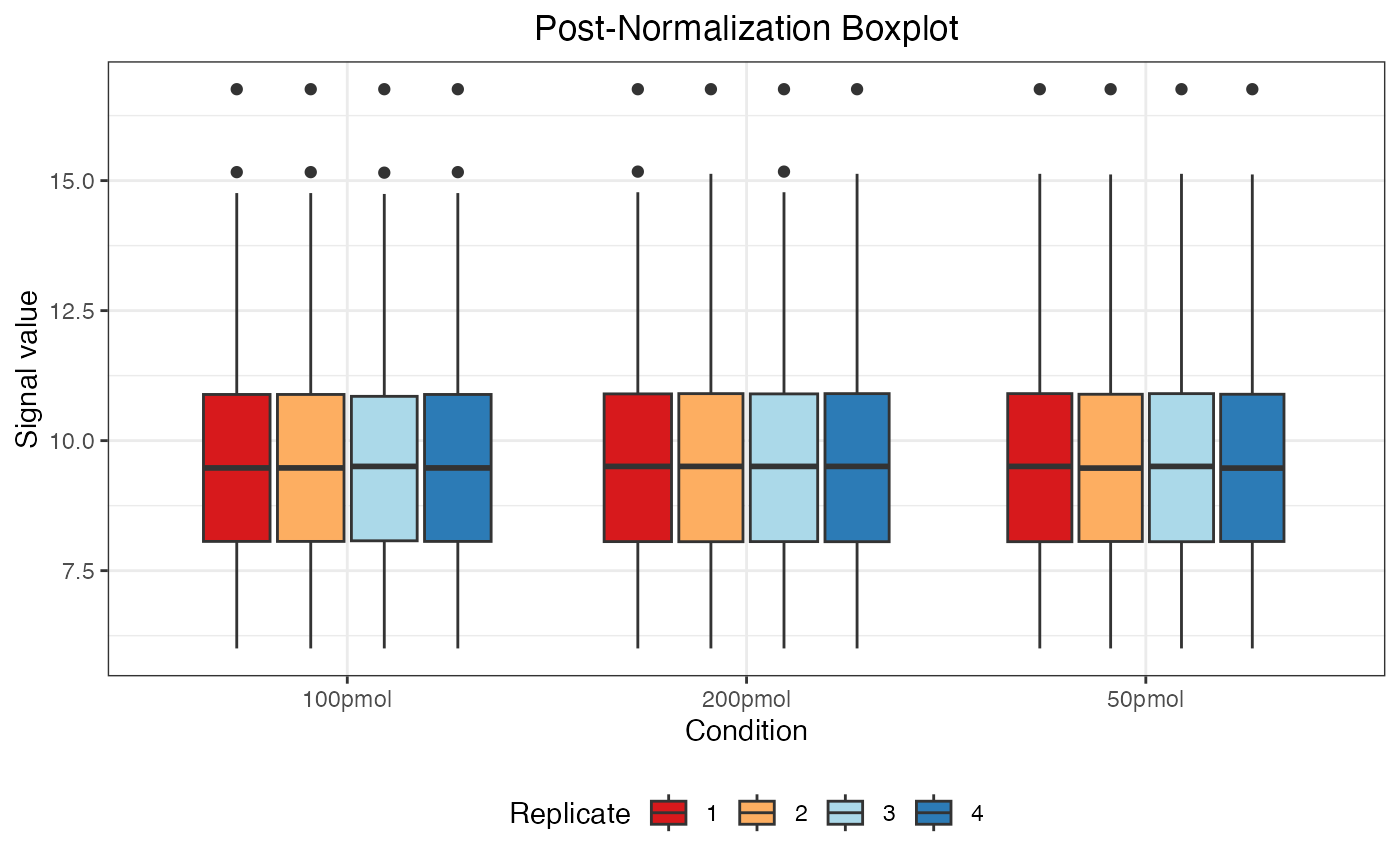 Post-Normalization Boxplot
Signal value
15.0
12.5
10.0
7.5
100pmol 200pmol 50pmol
Condition
Replicate 1 2 3 4